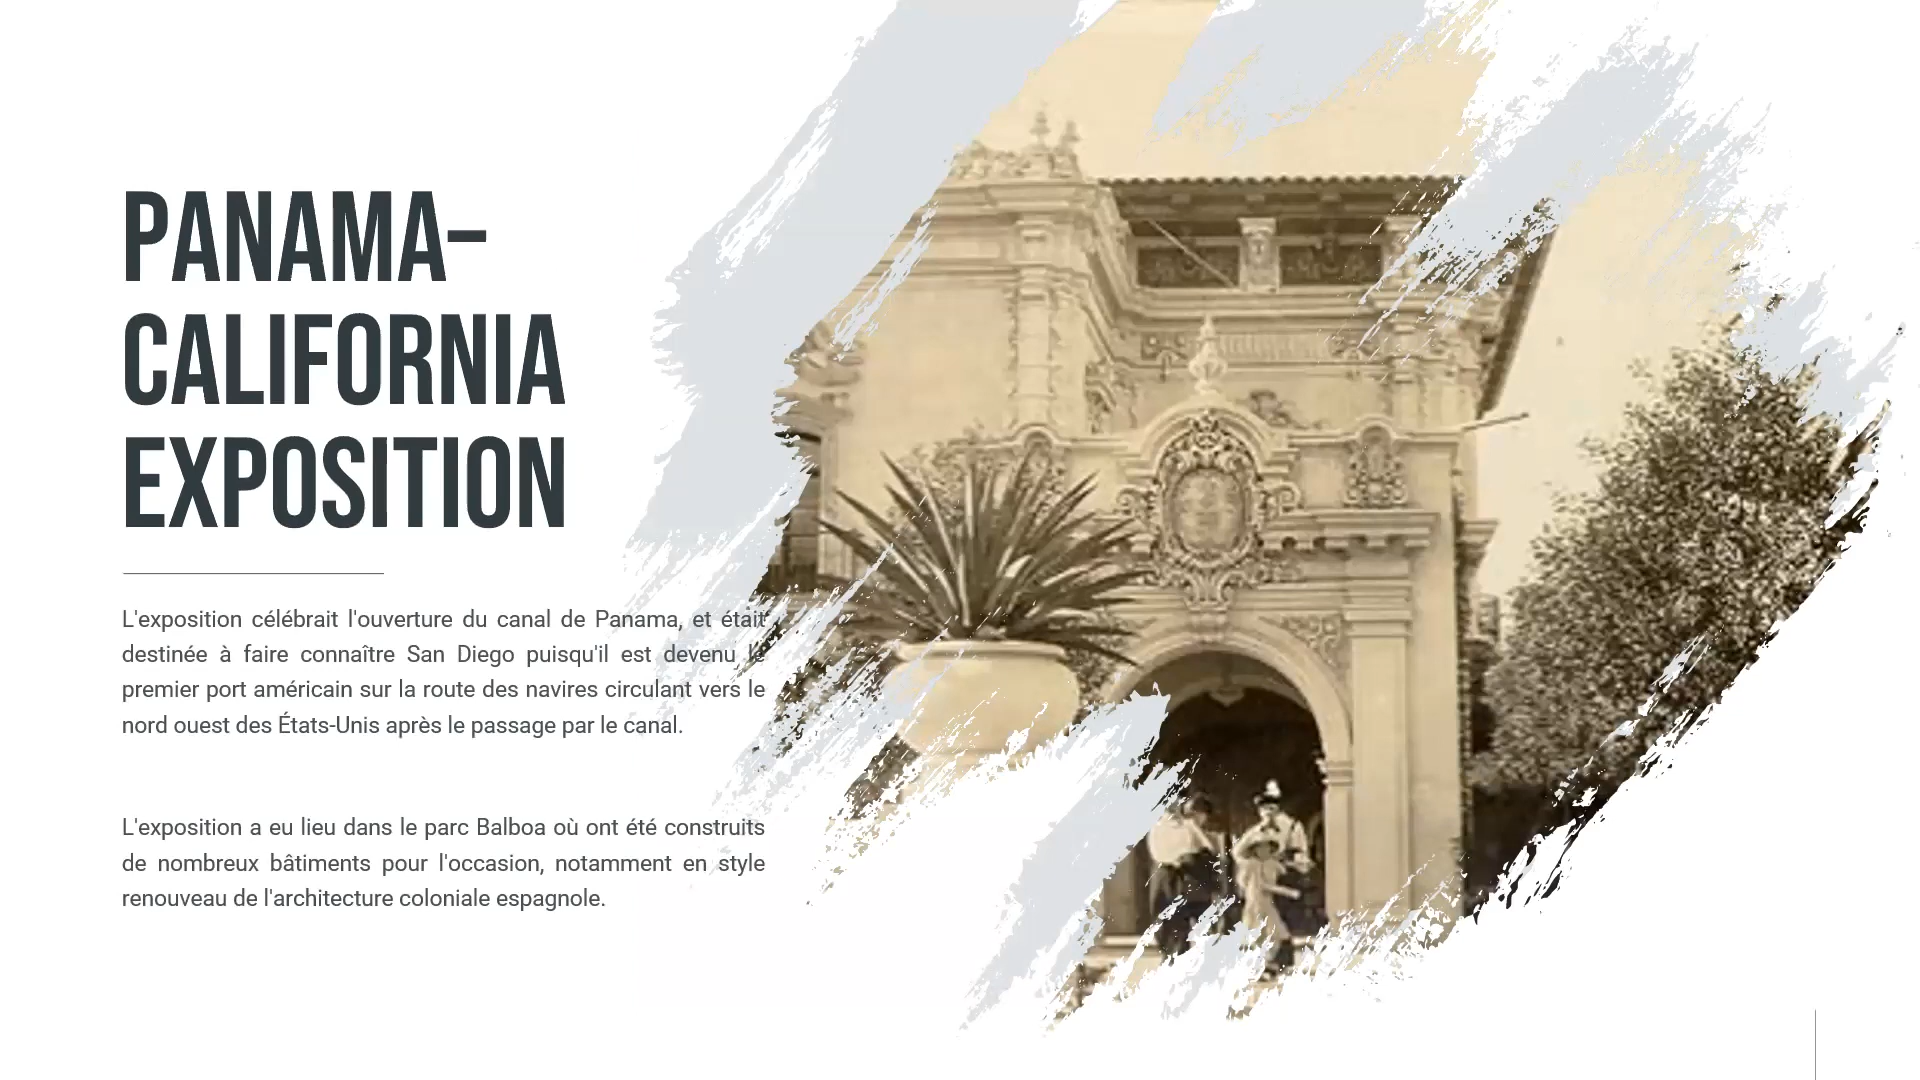 PANAMA–
CALIFORNIA
EXPOSITION
L'exposition célébrait l'ouverture du canal de Panama, et était
destinée à faire connaître San Diego puisqu'il est devenu le
premier port américain sur la route des navires circulant vers le
nord ouest des États-Unis après le passage par le canal.
L'exposition a eu lieu dans le parc Balboa où ont été construits
de nombreux bâtiments pour l'occasion, notamment en style
renouveau de l'architecture coloniale espagnole.